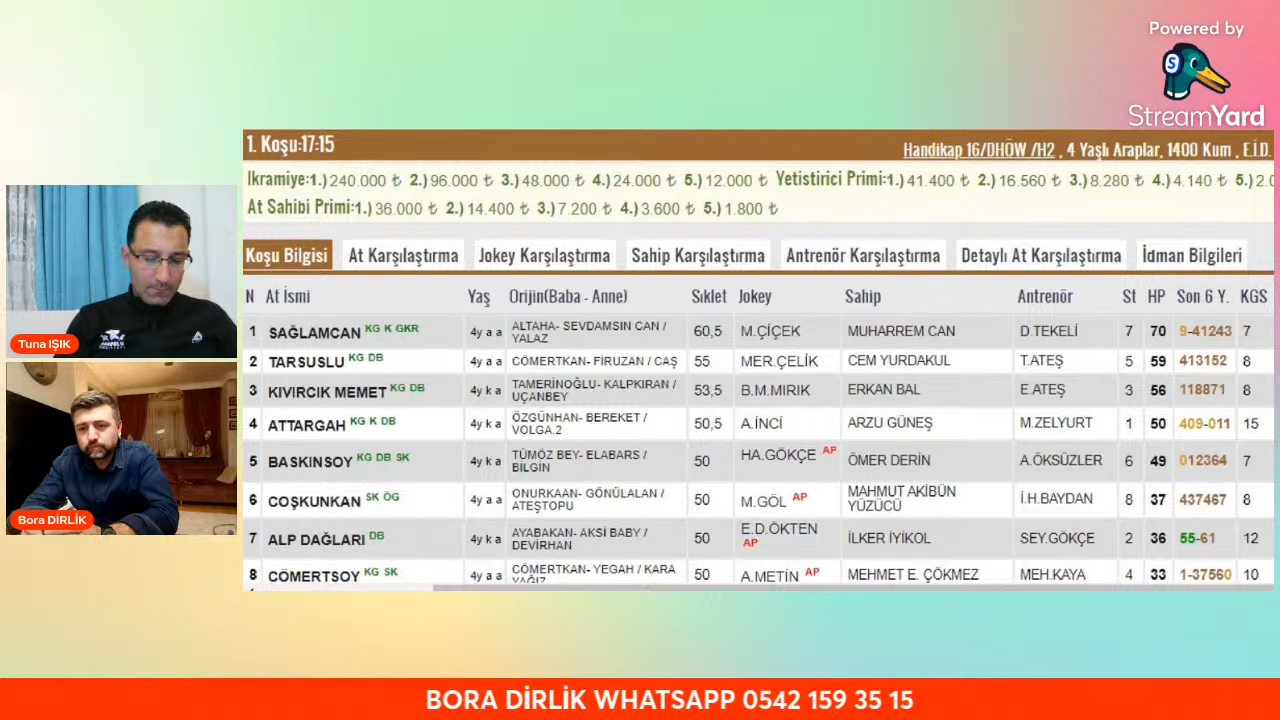 Powered by
StreamYard
1. Koşu:17:15
Handikap 16/DHÖW /H2 , 4 Yaşlı Araplar, 1400 Kum , E.İ.D.
Ikramiye:1.) 240.000 ₺ 2.) 96.000 ₺ 3.) 48.000 ₺ 4.) 24.000 ₺ 5.) 12.000 ₺ Yetistirici Primi:1.) 41.400 ₺ 2.) 16.560 ₺ 3.) 8.280 ₺ 4.) 4.140 ₺ 5.) 2.0
At Sahibi Primi:1.) 36.000 ₺ 2.) 14.400 ₺ 3.) 7.200 ₺ 4.) 3.600 ₺ 5.) 1.800 ₺
Koşu Bilgisi At Karşılaştırma Jokey Karşılaştırma Sahip Karşılaştırma Antrenör Karşılaştırma Detaylı At Karşılaştırma İdman Bilgileri
N At İsmi Yaş Orijin(Baba - Anne) Sıklet Jokey Sahip Antrenör St HP Son 6 Y. KGS
1 SAĞLAMCAN KG K GKR 4y a a ALTAHA- SEVDAMSIN CAN / YALAZ 60,5 M.ÇİÇEK MUHARREM CAN D.TEKELİ 7 70 9-41243 7
2 TARSUSLU KG DB 4y a a CÖMERTKAN- FİRUZAN / CAŞ 55 MER.ÇELİK CEM YURDAKUL T.ATEŞ 5 59 413152 8
3 KIVIRCIK MEMET KG DB 4y k a TAMERİNOĞLU- KALPKIRAN / UÇANBEY 53,5 B.M.MIRIK ERKAN BAL E.ATEŞ 3 56 118871 8
4 ATTARGAH KG K DB 4y k a ÖZGÜNHAN- BEREKET / VOLGA.2 50,5 A.İNCİ ARZU GÜNEŞ M.ZELYURT 1 50 409-011 15
5 BASKINSOY KG DB SK 4y k a TÜMÖZ BEY- ELABARS / BİLGİN 50 HA.GÖKÇE AP ÖMER DERİN A.ÖKSÜZLER 6 49 012364 7
6 COŞKUNKAN SK ÖG 4y a a ONURKAAN- GÖNÜLALAN / ATEŞTOPU 50 M.GÖL AP MAHMUT AKİBÜN YÜZÜCÜ İ.H.BAYDAN 8 37 437467 8
7 ALP DAĞLARI DB 4y k a AYABAKAN- AKSİ BABY / DEVİRHAN 50 E.D.ÖKTEN AP İLKER İYİKOL SEY.GÖKÇE 2 36 55-61 12
8 CÖMERTSOY KG SK 4y a a CÖMERTKAN- YEGAH / KARA YAĞIZ 50 A.METİN AP MEHMET E. ÇÖKMEZ MEH.KAYA 4 33 1-37560 10
Tuna IŞIK
Bora DİRLİK
BORA DİRLİK WHATSAPP 0542 159 35 15